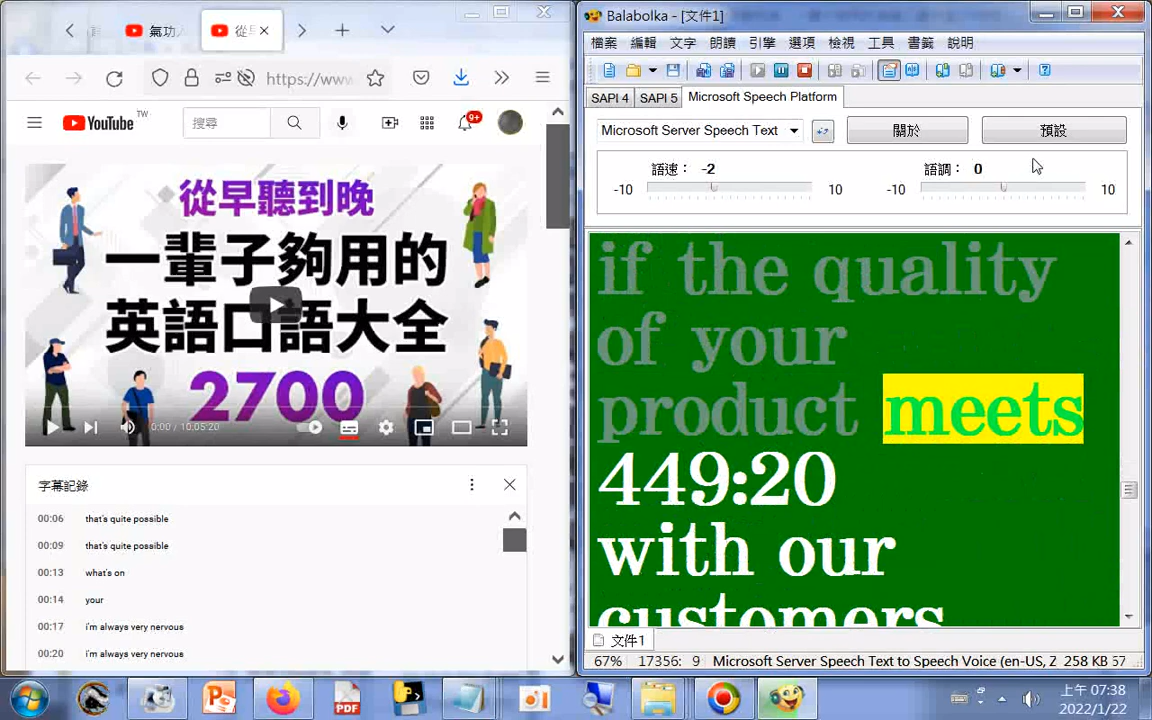 氣功入
從
https://www
YouTube TW
搜尋
9+
從早聽到晚
一輩子夠用的
英語口語大全
2700
0:00 / 10:05:20
字幕記錄
00:06 that's quite possible
00:09 that's quite possible
00:13 what's on
00:14 your
00:17 i'm always very nervous
00:20 i'm always very nervous
Balabolka - [文件1]
檔案 編輯 文字 朗讀 引擎 選項 檢視 工具 書籤 說明
SAPI 4 SAPI 5 Microsoft Speech Platform
Microsoft Server Speech Text 關於 預設
語速： -2 語調： 0
-10 10 -10 10
if the quality
of your
product meets
449:20
with our
customers
文件1
67% 17356: 9 Microsoft Server Speech Text to Speech Voice (en-US, Z 258 KB 57
PDF
上午 07:38
2022/1/22